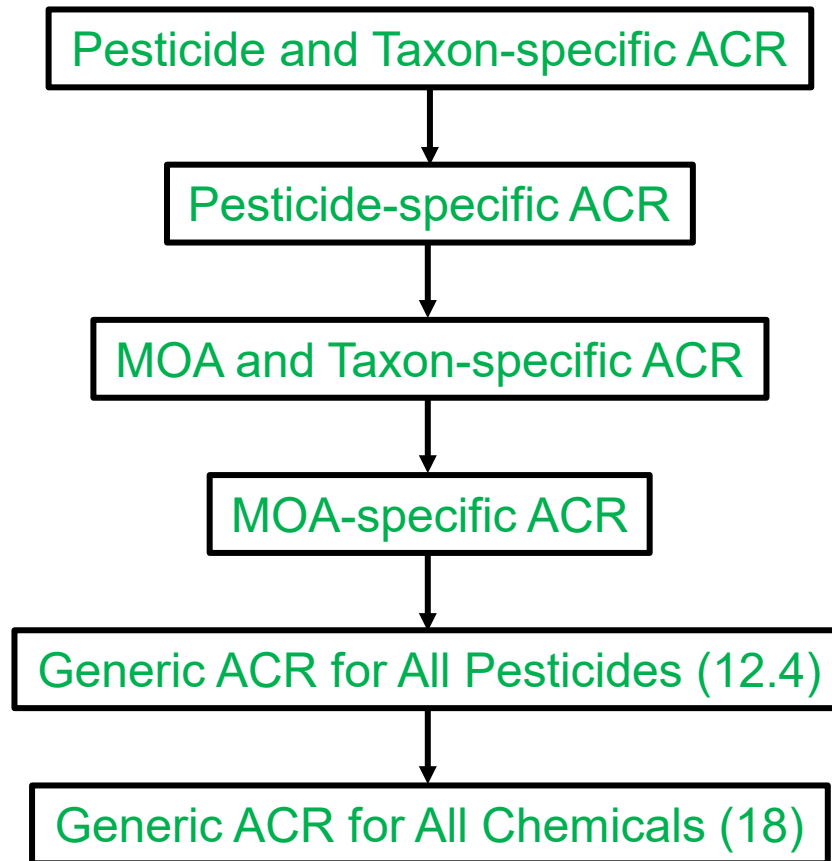 Pesticide and Taxon-specific ACR
Pesticide-specific ACR
MOA and Taxon-specific ACR
MOA-specific ACR
Generic ACR for All Pesticides (12.4)
Generic ACR for All Chemicals (18)